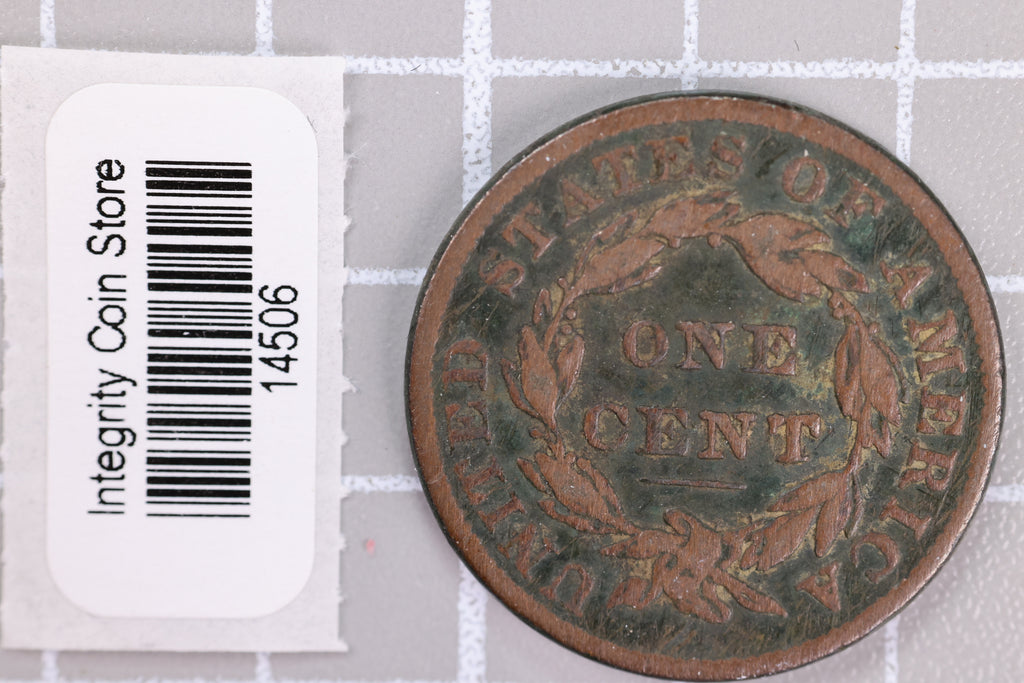 Integrity Coin Store
14506
UNITED STATES OF AMERICA
ONE
CENT